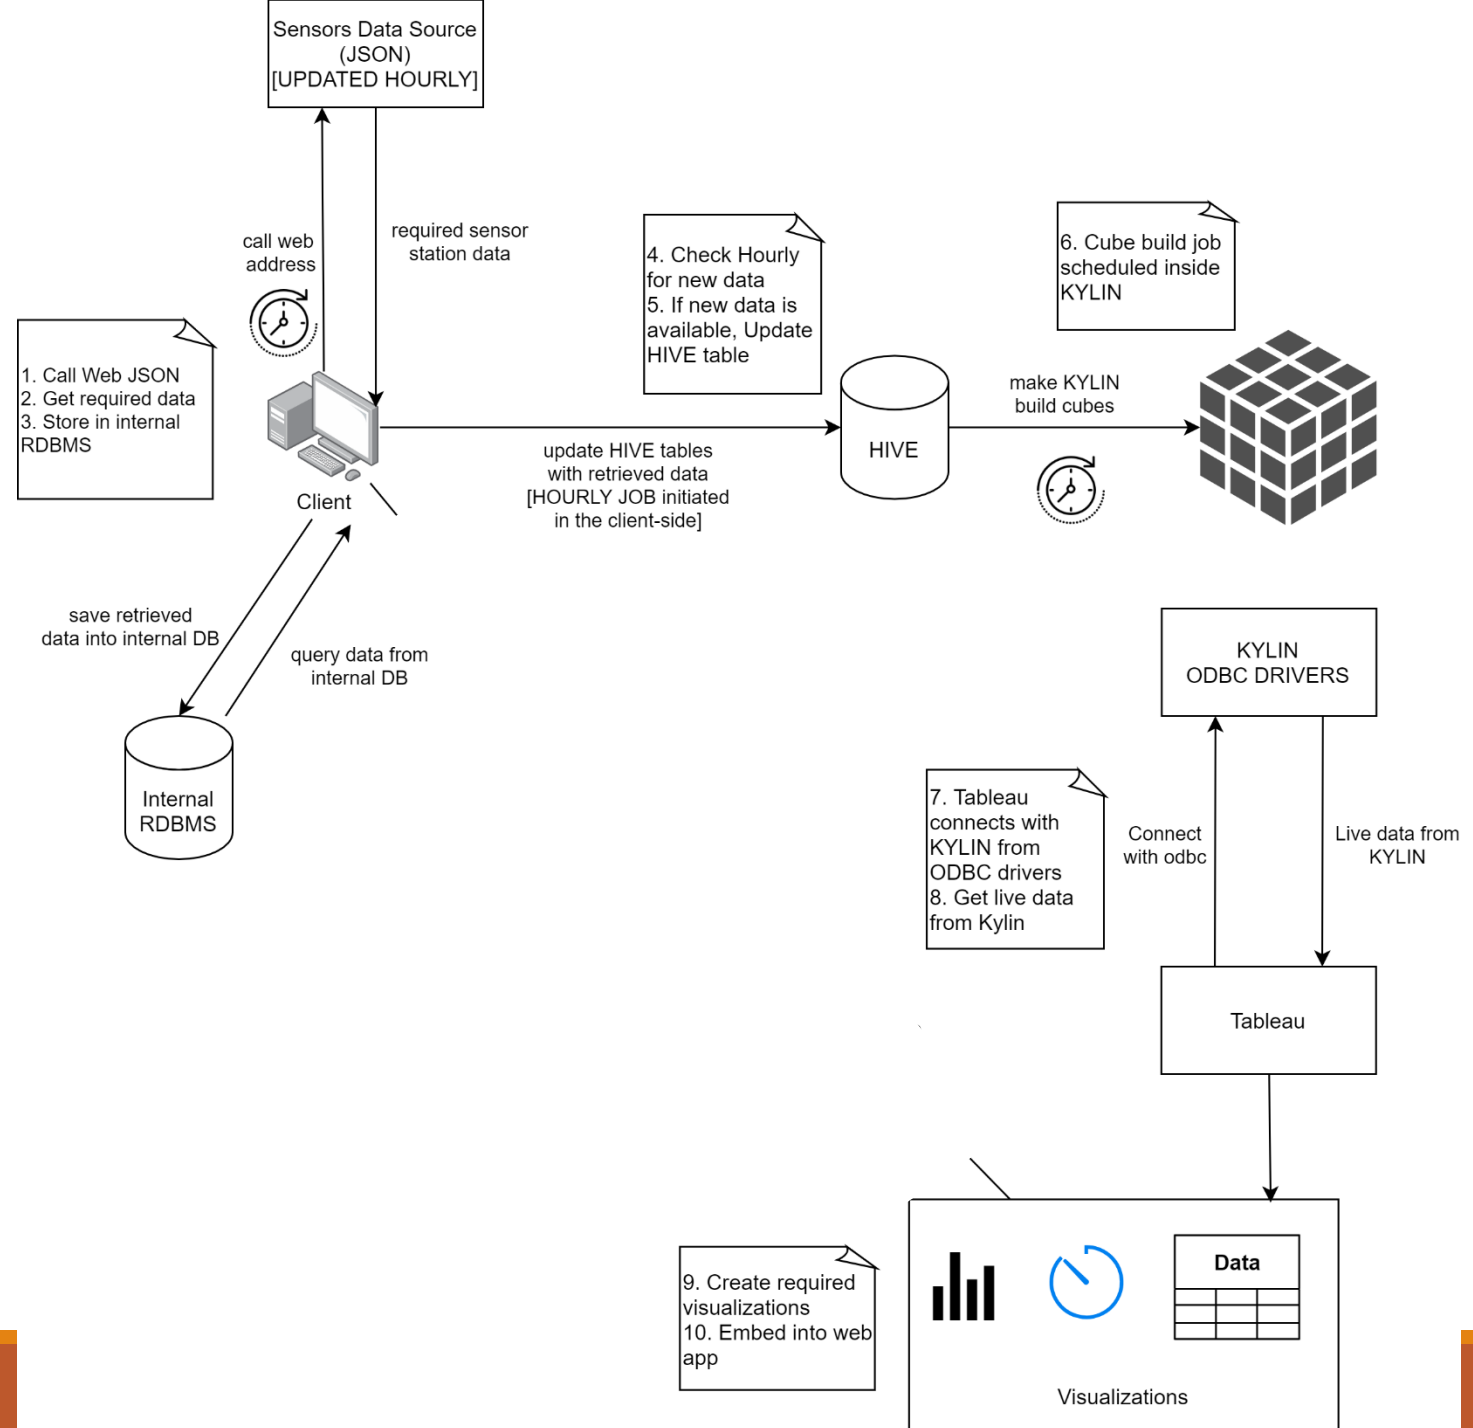 Sensors Data Source
(JSON)
[UPDATED HOURLY]
call web
address
required sensor
station data
1. Call Web JSON
2. Get required data
3. Store in internal
RDBMS
Client
4. Check Hourly
for new data
5. If new data is
available, Update
HIVE table
update HIVE tables
with retrieved data
[HOURLY JOB initiated
in the client-side]
HIVE
make KYLIN
build cubes
6. Cube build job
scheduled inside
KYLIN
save retrieved
data into internal DB
query data from
internal DB
Internal
RDBMS
KYLIN
ODBC DRIVERS
7. Tableau
connects with
KYLIN from
ODBC drivers
8. Get live data
from Kylin
Connect
with odbc
Live data from
KYLIN
Tableau
9. Create required
visualizations
10. Embed into web
app
Data
Visualizations